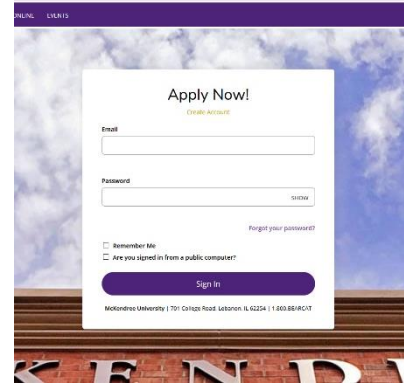 ONLINE EVENTS
Apply Now!
Create Account
Email
Password
SHOW
Forgot your password?
Remember Me
Are you signed in from a public computer?
Sign In
McKendree University | 701 College Road, Lebanon, IL 62254 | 1.800.BEARCAT
KENDR